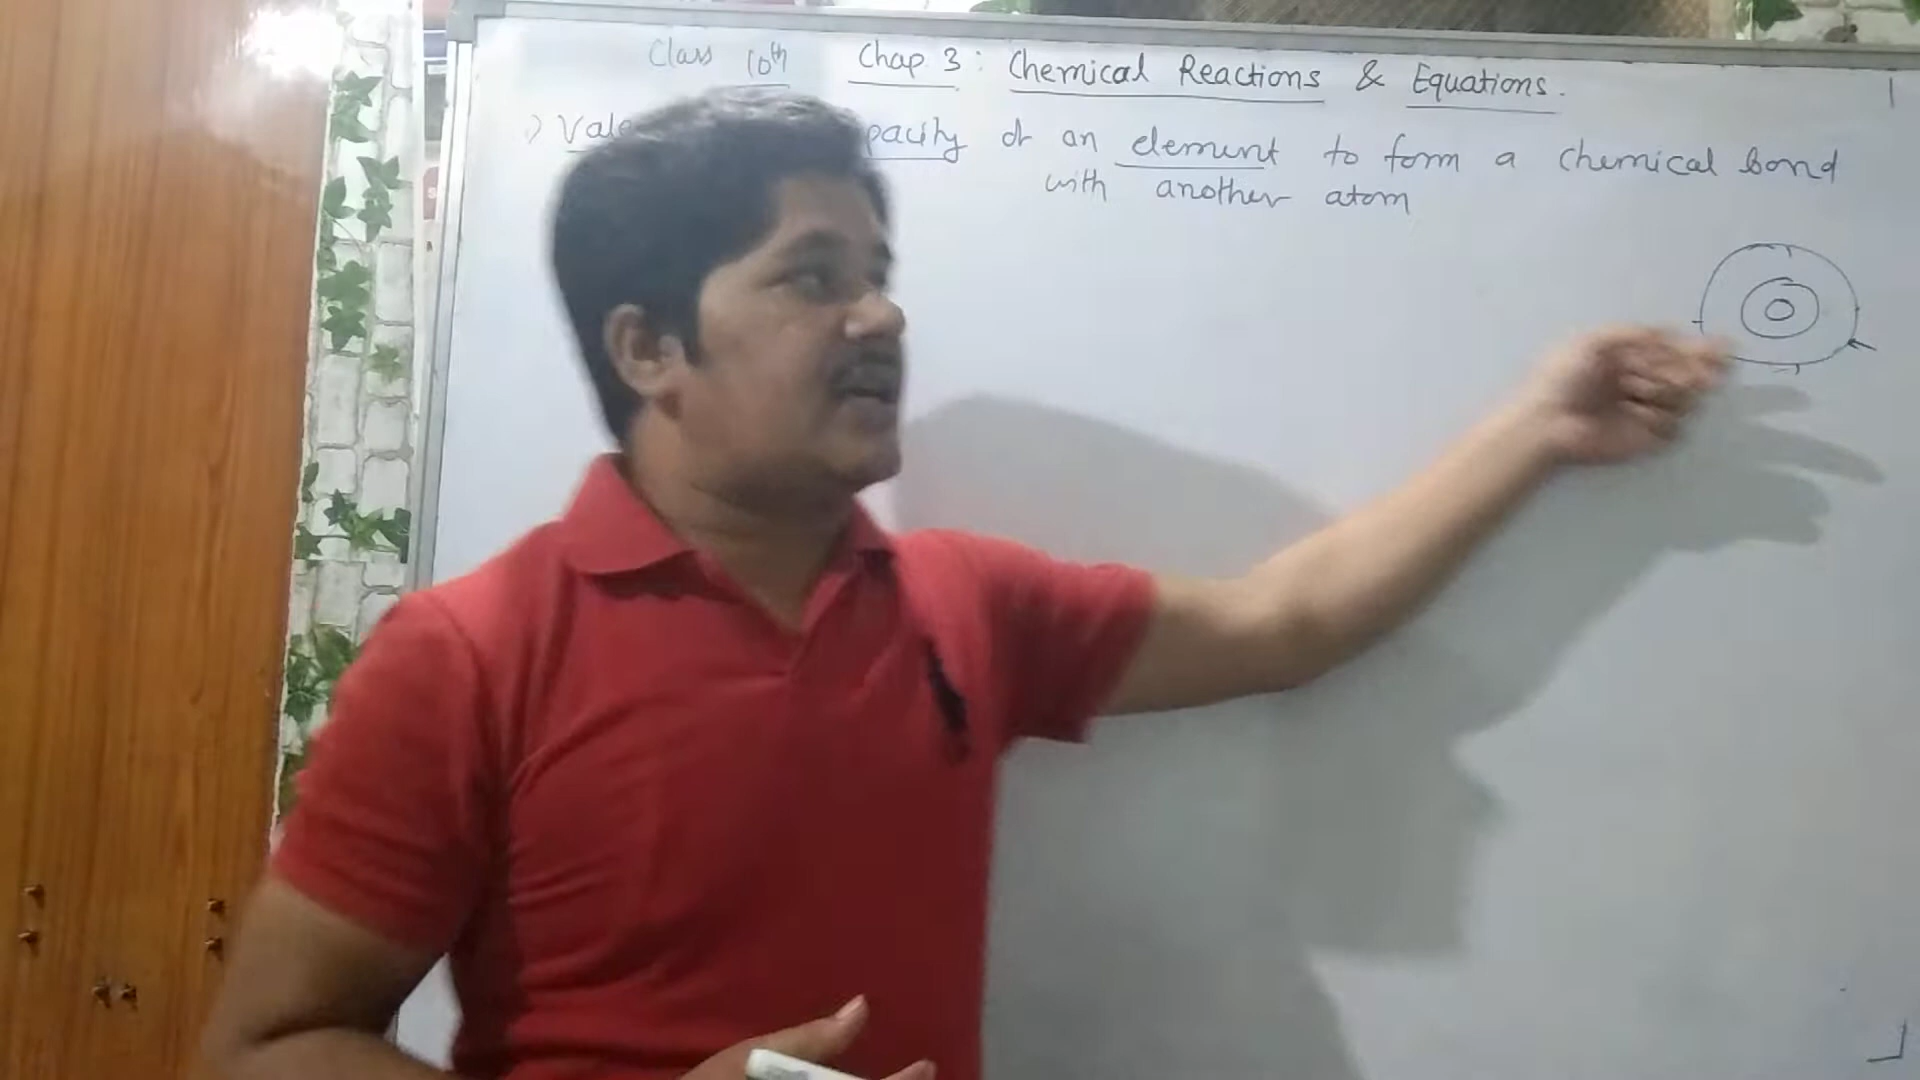 Class 10th Chap 3: Chemical Reactions & Equations.
1) Vale pacity of an element to form a chemical bond
with another atom